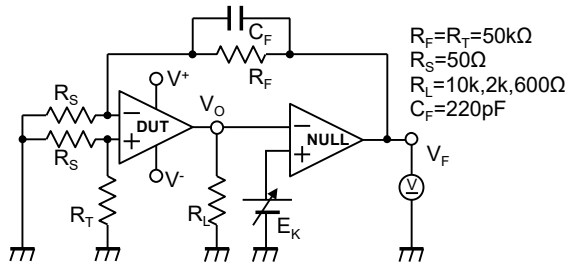 C_F
R_F
R_F=R_T=50kΩ
R_S=50Ω
R_L=10k,2k,600Ω
C_F=220pF
V⁺
R_S
V_O
− DUT
+
− NULL
+
R_S
V_F
V⁻
V
R_T
R_L
E_K